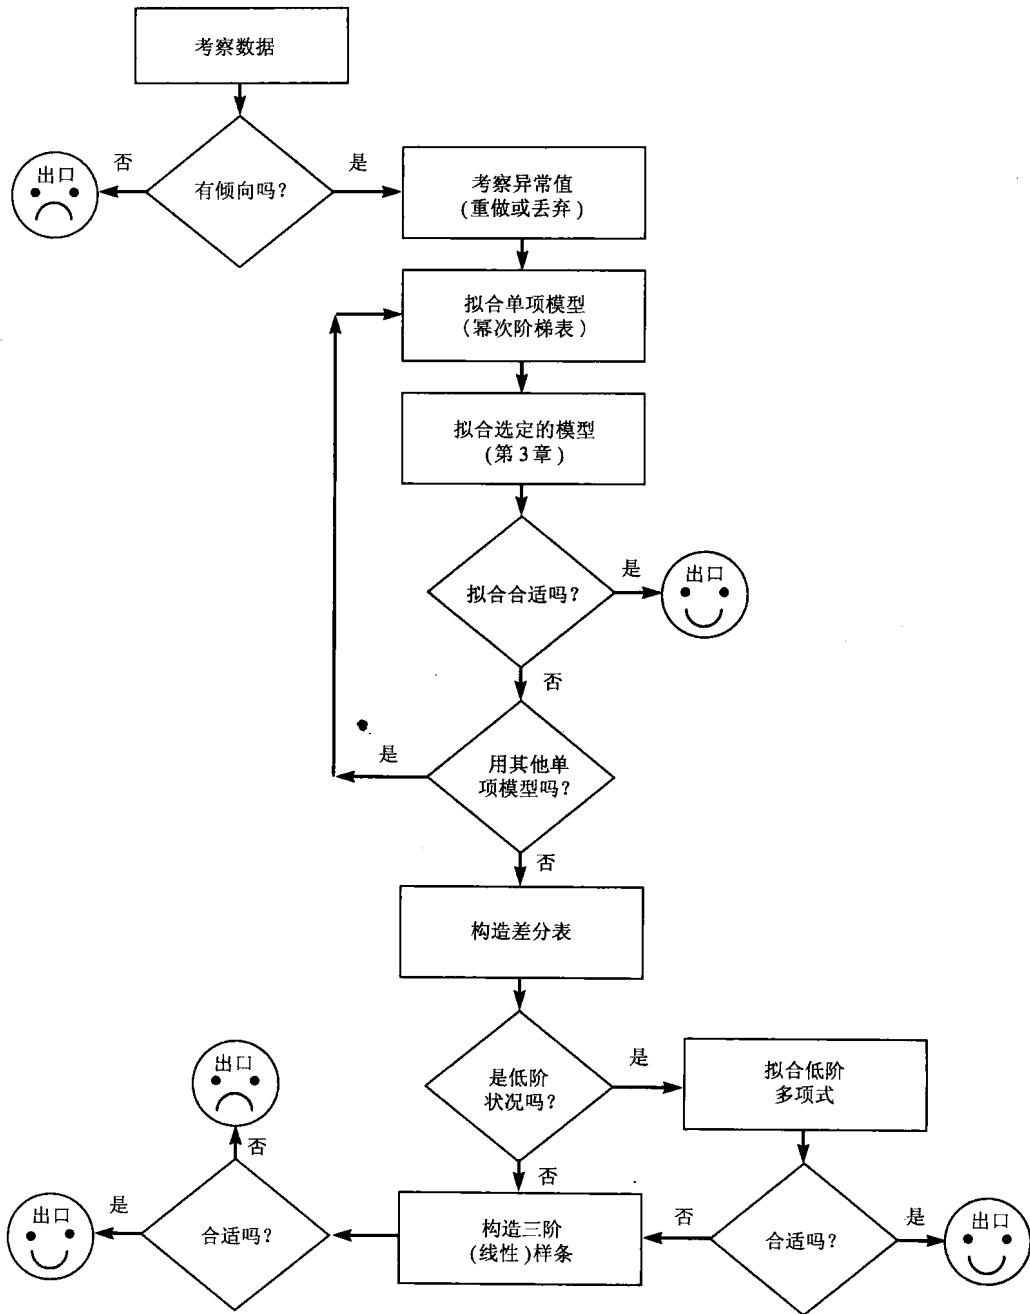 考察数据
否
是
出口
有倾向吗?
考察异常值
(重做或丢弃)
拟合单项模型
(幂次阶梯表)
拟合选定的模型
(第3章)
拟合合适吗?
是
出口
否
是
用其他单
项模型吗?
否
构造差分表
是低阶
状况吗?
是
拟合低阶
多项式
出口
否
否
是
出口
合适吗?
构造三阶
(线性)样条
否
合适吗?
是
出口